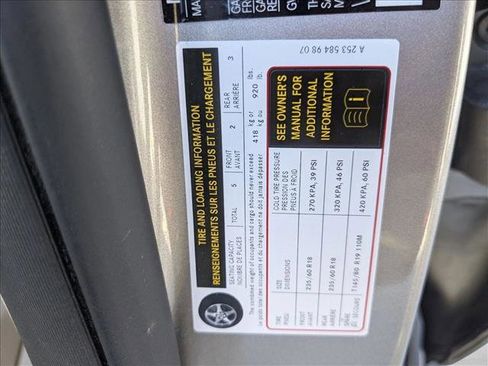 TIRE AND LOADING INFORMATION
RENSEIGNEMENTS SUR LES PNEUS ET LE CHARGEMENT
SEATING CAPACITY
NOMBRE DE PLACES
TOTAL 5
FRONT
AVANT 2
REAR
ARRIÈRE 3
The combined weight of occupants and cargo should never exceed 418 kg or 920 lbs.
Le poids total des occupants et du chargement ne doit jamais dépasser 418 kg ou 920 lb.
TIRE
PNEU
SIZE
DIMENSIONS
COLD TIRE PRESSURE
PRESSION DES
PNEUS À FROID
FRONT
AVANT
235/60 R18
270 KPA, 39 PSI
REAR
ARRIÈRE
235/60 R18
320 KPA, 46 PSI
SPARE
DE SECOURS
T145/80 R19 110M
420 KPA, 60 PSI
SEE OWNER'S
MANUAL FOR
ADDITIONAL
INFORMATION
A 253 584 98 07